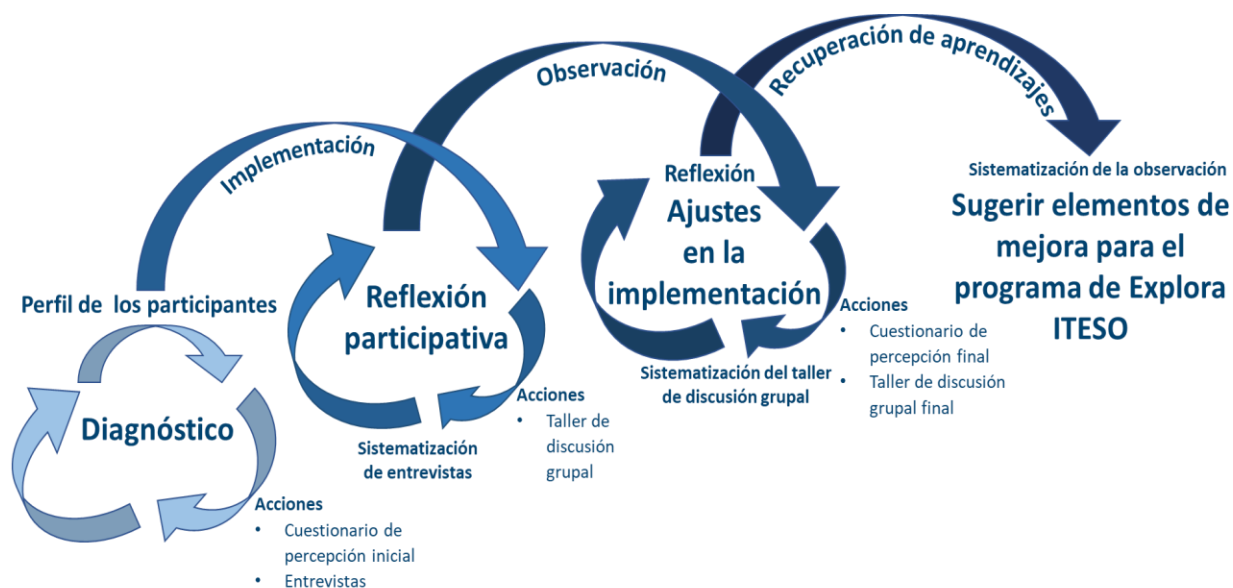 Perfil de los participantes
Diagnóstico
Acciones
• Cuestionario de
percepción inicial
• Entrevistas
Implementación
Reflexión
participativa
Sistematización
de entrevistas
Acciones
• Taller de
discusión
grupal
Observación
Reflexión
Ajustes
en la
implementación
Sistematización del taller
de discusión grupal
Acciones
• Cuestionario de
percepción final
• Taller de discusión
grupal final
Recuperación de aprendizajes
Sistematización de la observación
Sugerir elementos de
mejora para el
programa de Explora
ITESO